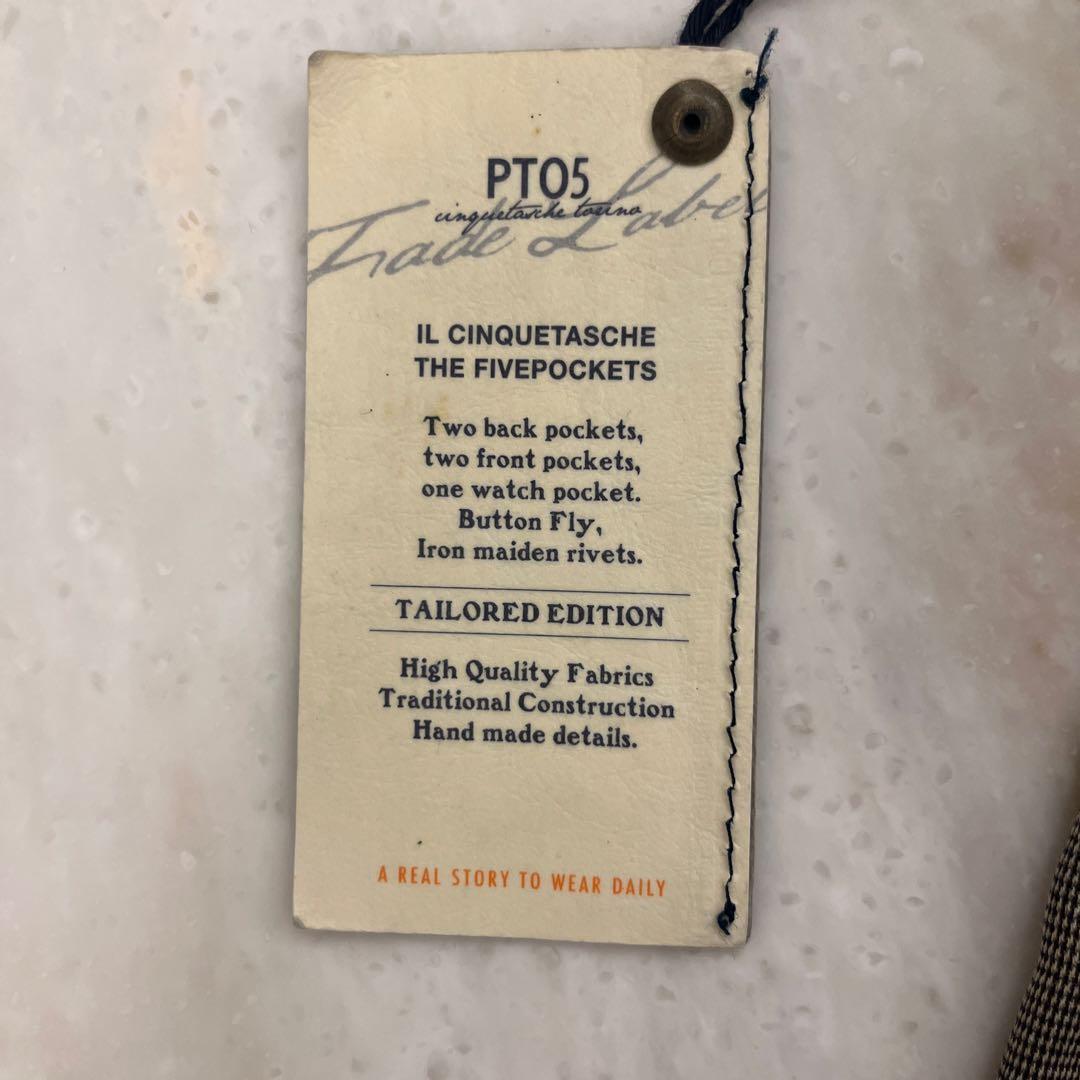 PT05
cinquetasche torino
Trade Label
IL CINQUETASCHE
THE FIVEPOCKETS
Two back pockets,
two front pockets,
one watch pocket.
Button Fly,
Iron maiden rivets.
TAILORED EDITION
High Quality Fabrics
Traditional Construction
Hand made details.
A REAL STORY TO WEAR DAILY